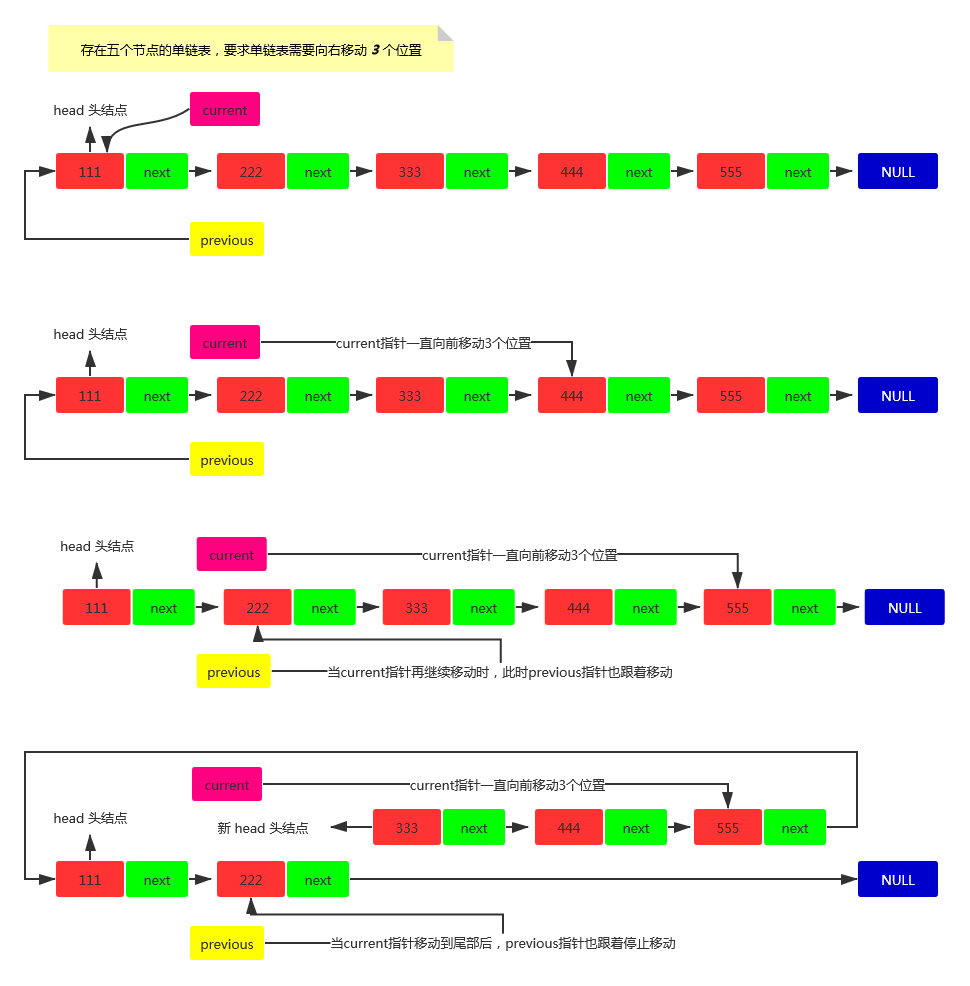 存在五个节点的单链表，要求单链表需要向右移动 3 个位置
head 头结点
current
111 next 222 next 333 next 444 next 555 next NULL
previous
head 头结点
current
current指针一直向前移动3个位置
111 next 222 next 333 next 444 next 555 next NULL
previous
head 头结点
current
current指针一直向前移动3个位置
111 next 222 next 333 next 444 next 555 next NULL
previous
当current指针再继续移动时，此时previous指针也跟着移动
current
current指针一直向前移动3个位置
head 头结点
新 head 头结点
333 next 444 next 555 next
111 next 222 next NULL
previous
当current指针移动到尾部后，previous指针也跟着停止移动